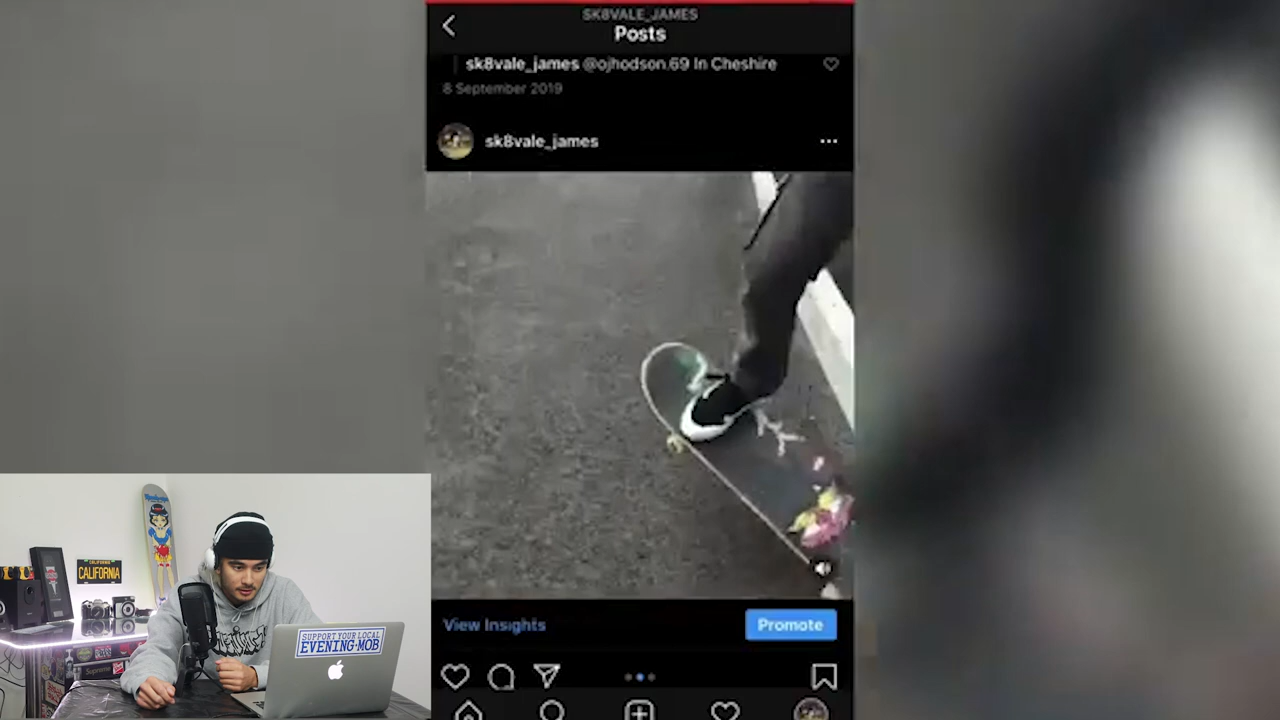 SK8VALE_JAMES
Posts
sk8vale_james @ojhodson.69 In Cheshire
8 September 2019
sk8vale_james
View Insights
Promote
CALIFORNIA
SUPPORT YOUR LOCAL
EVENING-MOB
Supreme